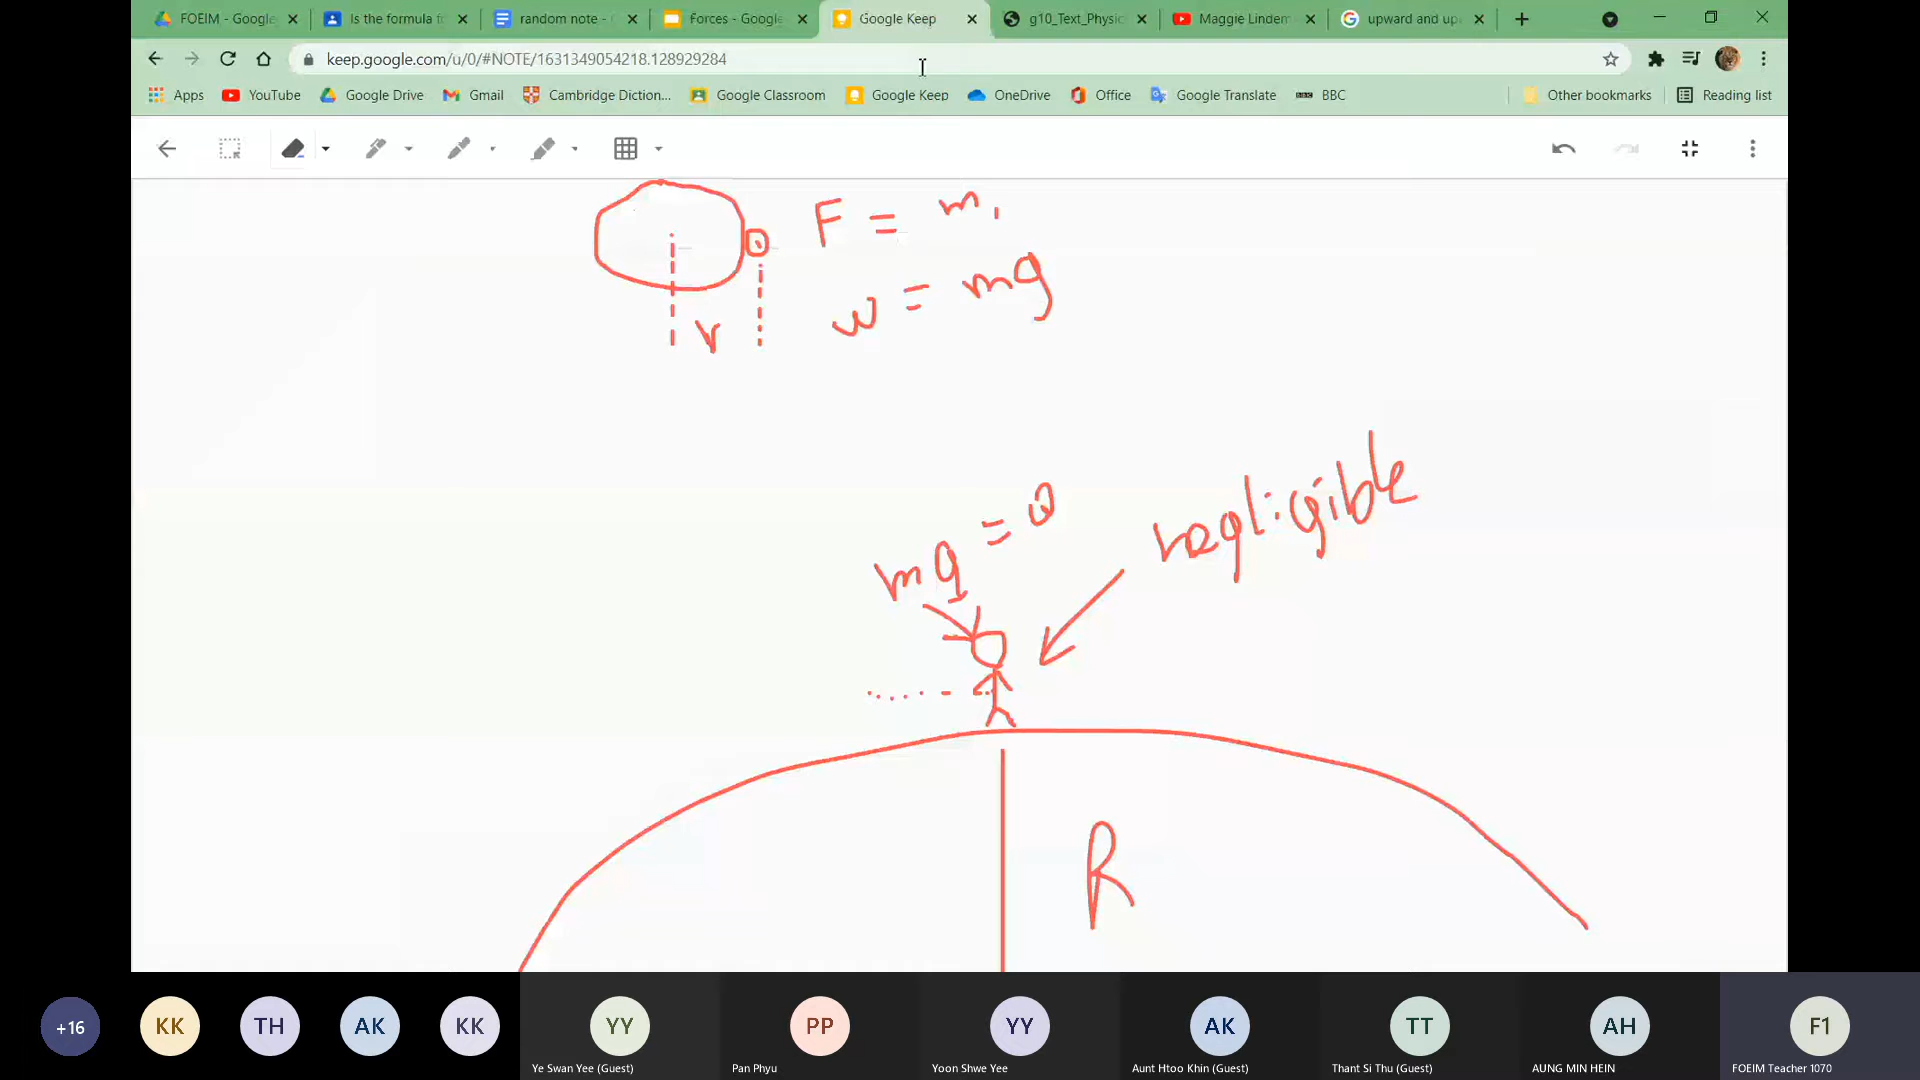 FOEIM - Google
Is the formula f
random note -
Forces - Google
Google Keep
g10_Text_Physic
Maggie Lindem
upward and up
keep.google.com/u/0/#NOTE/1631349054218.128929284
Apps
YouTube
Google Drive
Gmail
Cambridge Diction...
Google Classroom
Google Keep
OneDrive
Office
Google Translate
BBC
Other bookmarks
Reading list
F = m1
r
w = mg
mg = 0
negligible
R
+16
KK
TH
AK
KK
YY
PP
YY
AK
TT
AH
F1
Ye Swan Yee (Guest)
Pan Phyu
Yoon Shwe Yee
Aunt Htoo Khin (Guest)
Thant Si Thu (Guest)
AUNG MIN HEIN
FOEIM Teacher 1070